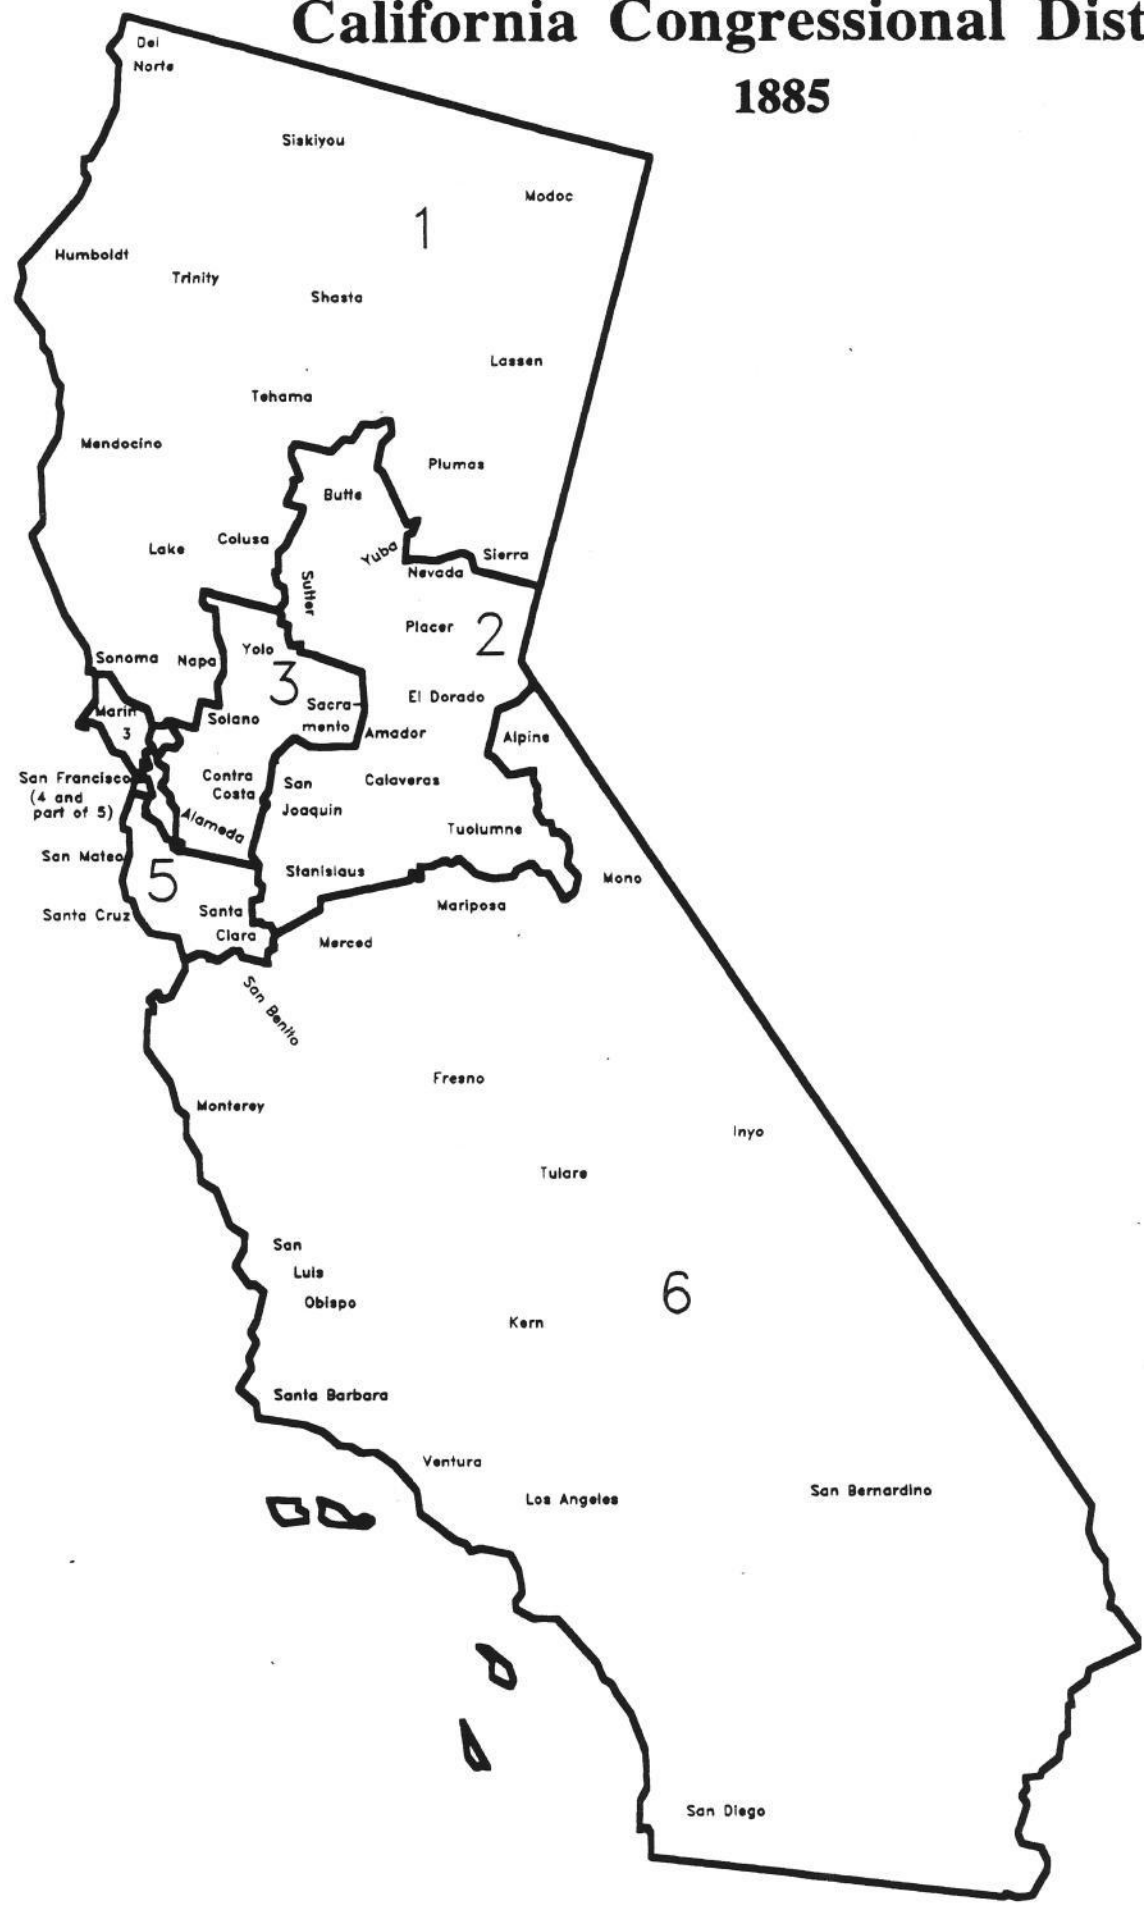 California Congressional Dist
1885
Del
Norte
Siskiyou
Modoc
1
Humboldt
Trinity
Shasta
Lassen
Tehama
Mendocino
Plumas
Butte
Colusa
Lake
Yuba
Sierra
Nevada
Sutter
Placer
2
Yolo
Sonoma
Napa
3
El Dorado
Sacra-
mento
Marin
3
Solano
Amador
Alpine
San Francisco
(4 and
part of 5)
Contra
Costa
San
Joaquin
Calaveras
Alameda
Tuolumne
San Mateo
5
Stanislaus
Mono
Santa Cruz
Santa
Clara
Mariposa
Merced
San Benito
Fresno
Monterey
Inyo
Tulare
San
Luis
Obispo
6
Kern
Santa Barbara
Ventura
Los Angeles
San Bernardino
San Diego